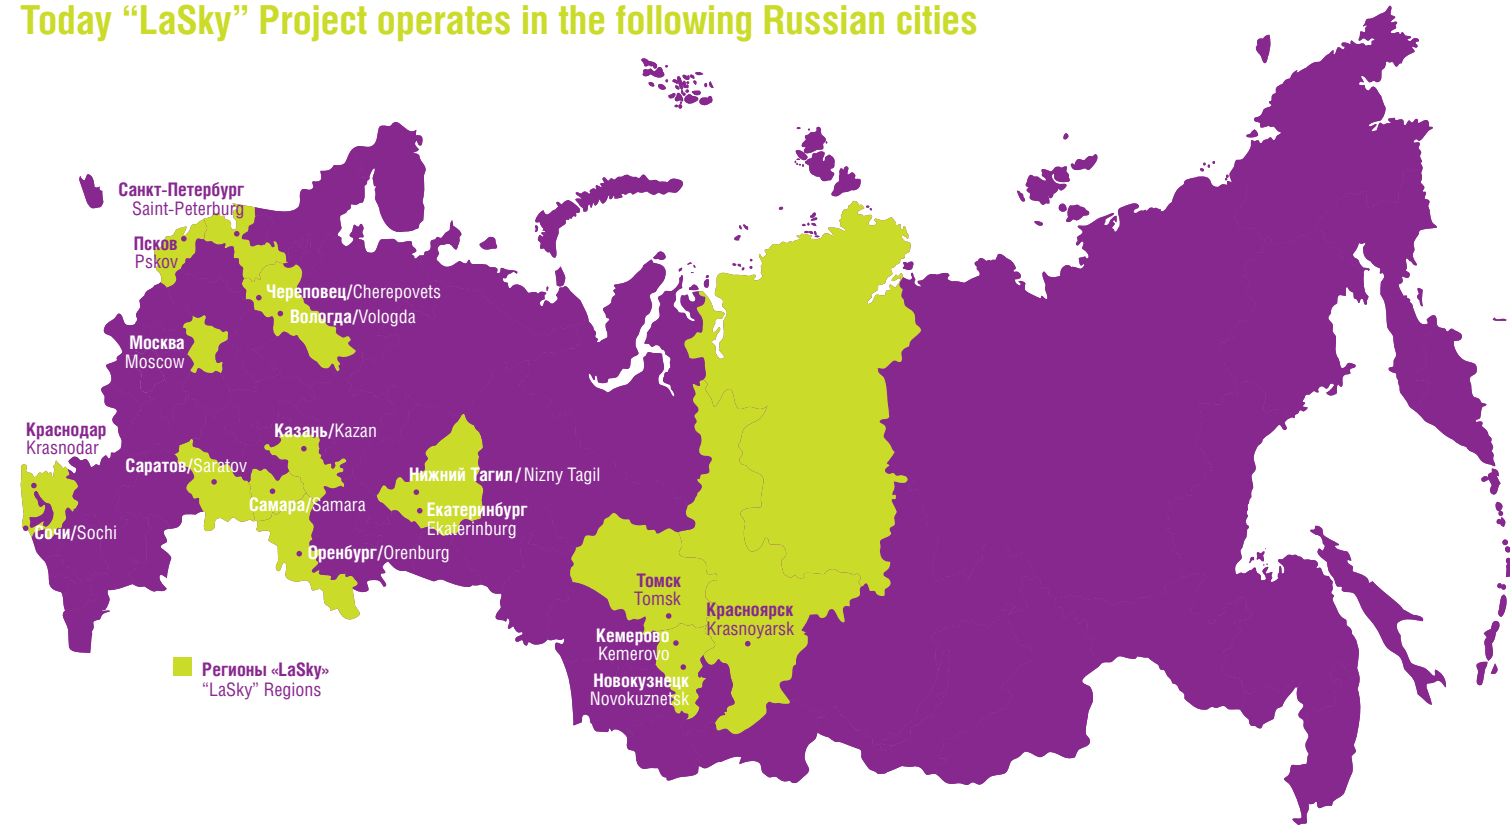 Today “LaSky” Project operates in the following Russian cities
Санкт-Петербург
Saint-Peterburg
Псков
Pskov
Череповец/Cherepovets
Вологда/Vologda
Москва
Moscow
Краснодар
Krasnodar
Казань/Kazan
Саратов/Saratov
Нижний Тагил / Nizny Tagil
Самара/Samara
Екатеринбург
Ekaterinburg
Сочи/Sochi
Оренбург/Orenburg
Томск
Tomsk
Красноярск
Krasnoyarsk
Кемерово
Kemerovo
Новокузнецк
Novokuznetsk
Регионы «LaSky»
“LaSky” Regions